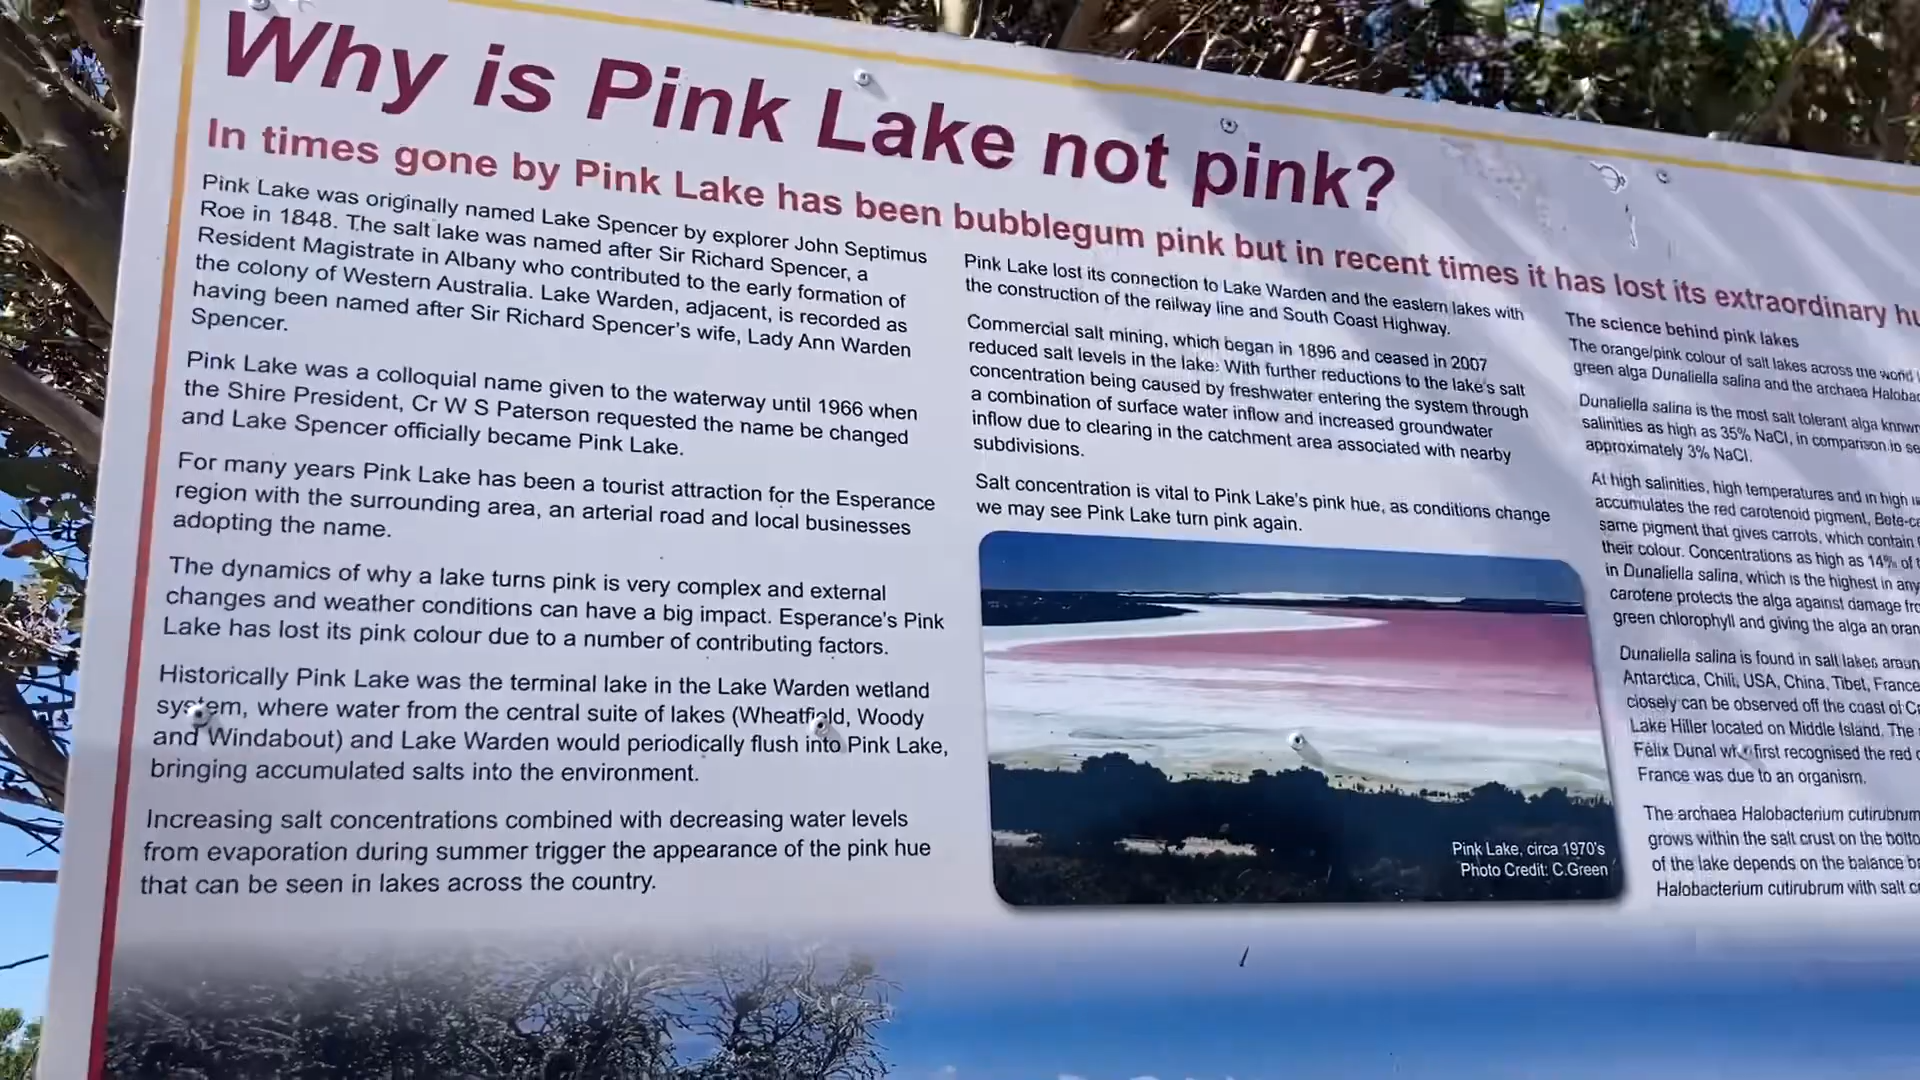 Why is Pink Lake not pink?
In times gone by Pink Lake has been bubblegum pink but in recent times it has lost its extraordinary
Pink Lake was originally named Lake Spencer by explorer John Septimus
Roe in 1848. The salt lake was named after Sir Richard Spencer, a
Resident Magistrate in Albany who contributed to the early formation of
the colony of Western Australia. Lake Warden, adjacent, is recorded as
having been named after Sir Richard Spencer's wife, Lady Ann Warden
Spencer.
Pink Lake was a colloquial name given to the waterway until 1966 when
the Shire President, Cr W S Paterson requested the name be changed
and Lake Spencer officially became Pink Lake.
For many years Pink Lake has been a tourist attraction for the Esperance
region with the surrounding area, an arterial road and local businesses
adopting the name.
The dynamics of why a lake turns pink is very complex and external
changes and weather conditions can have a big impact. Esperance's Pink
Lake has lost its pink colour due to a number of contributing factors.
Historically Pink Lake was the terminal lake in the Lake Warden wetland
system, where water from the central suite of lakes (Wheatfield, Woody
and Windabout) and Lake Warden would periodically flush into Pink Lake,
bringing accumulated salts into the environment.
Increasing salt concentrations combined with decreasing water levels
from evaporation during summer trigger the appearance of the pink hue
that can be seen in lakes across the country.
Pink Lake lost its connection to Lake Warden and the eastern lakes with
the construction of the railway line and South Coast Highway.
Commercial salt mining, which began in 1896 and ceased in 2007
reduced salt levels in the lake. With further reductions to the lake's salt
concentration being caused by freshwater entering the system through
a combination of surface water inflow and increased groundwater
inflow due to clearing in the catchment area associated with nearby
subdivisions.
Salt concentration is vital to Pink Lake's pink hue, as conditions change
we may see Pink Lake turn pink again.
Pink Lake, circa 1970's
Photo Credit: C.Green
The science behind pink lakes
The orange/pink colour of salt lakes across the world
green alga Dunaliella salina and the archaea
Dunaliella salina is the most salt tolerant alga
salinities as high as 35% NaCl, in comparison to
approximately 3% NaCl.
At high salinities, high temperatures and in high
accumulates the red carotenoid pigment,
same pigment that gives carrots, which contain
their colour. Concentrations as high as 14% of
in Dunaliella salina, which is the highest in any
carotene protects the alga against damage
green chlorophyll and giving the alga an
Dunaliella salina is found in salt lakes
Antarctica, Chili, USA, China, Tibet, France
closely can be observed off the coast of
Lake Hiller located on Middle Island. The
Felix Dunal first recognised the red
France was due to an organism.
The archaea Halobacterium cutirubrum
grows within the salt crust on the
of the lake depends on the balance
Halobacterium cutirubrum with salt